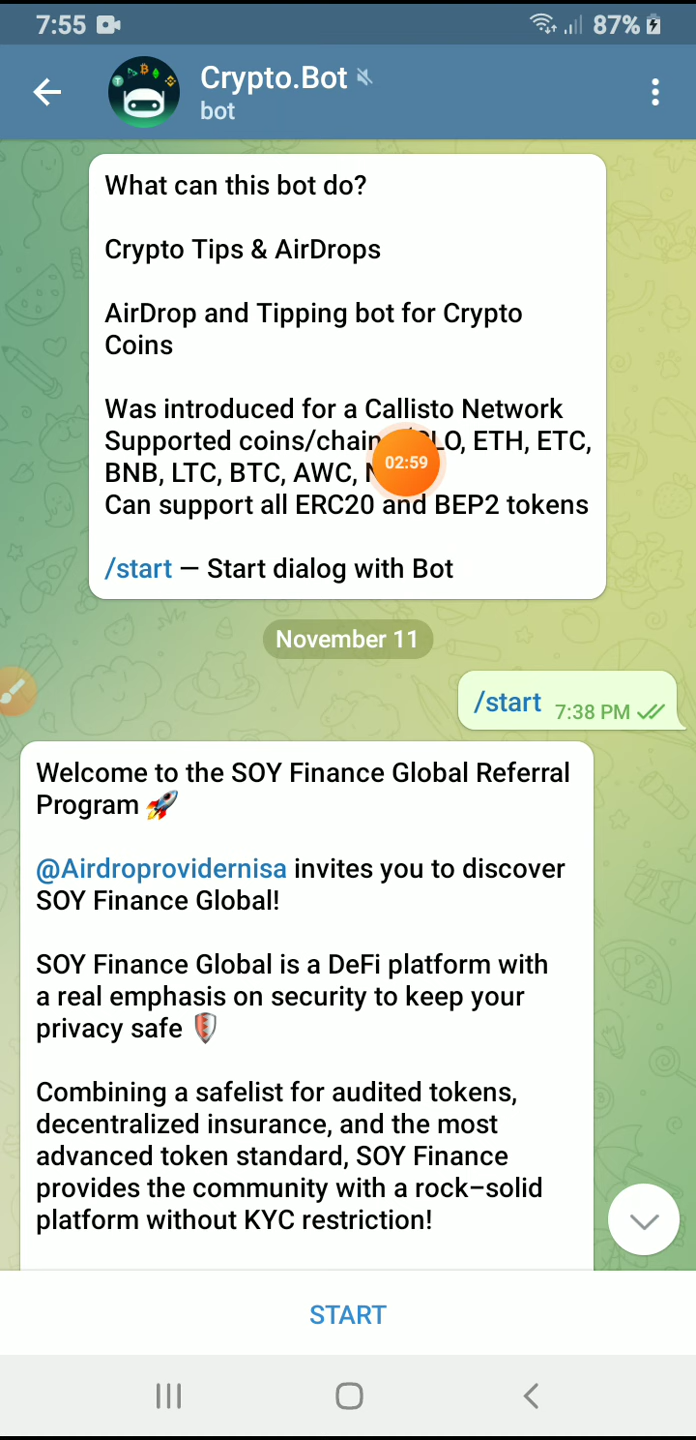 7:55
87%
Crypto.Bot
bot
What can this bot do?
Crypto Tips & AirDrops
AirDrop and Tipping bot for Crypto
Coins
Was introduced for a Callisto Network
Supported coins/chain LO, ETH, ETC,
BNB, LTC, BTC, AWC,
02:59
Can support all ERC20 and BEP2 tokens
/start — Start dialog with Bot
November 11
/start 7:38 PM
Welcome to the SOY Finance Global Referral
Program 🚀
@Airdroprovidernisa invites you to discover
SOY Finance Global!
SOY Finance Global is a DeFi platform with
a real emphasis on security to keep your
privacy safe 🛡
Combining a safelist for audited tokens,
decentralized insurance, and the most
advanced token standard, SOY Finance
provides the community with a rock–solid
platform without KYC restriction!
START